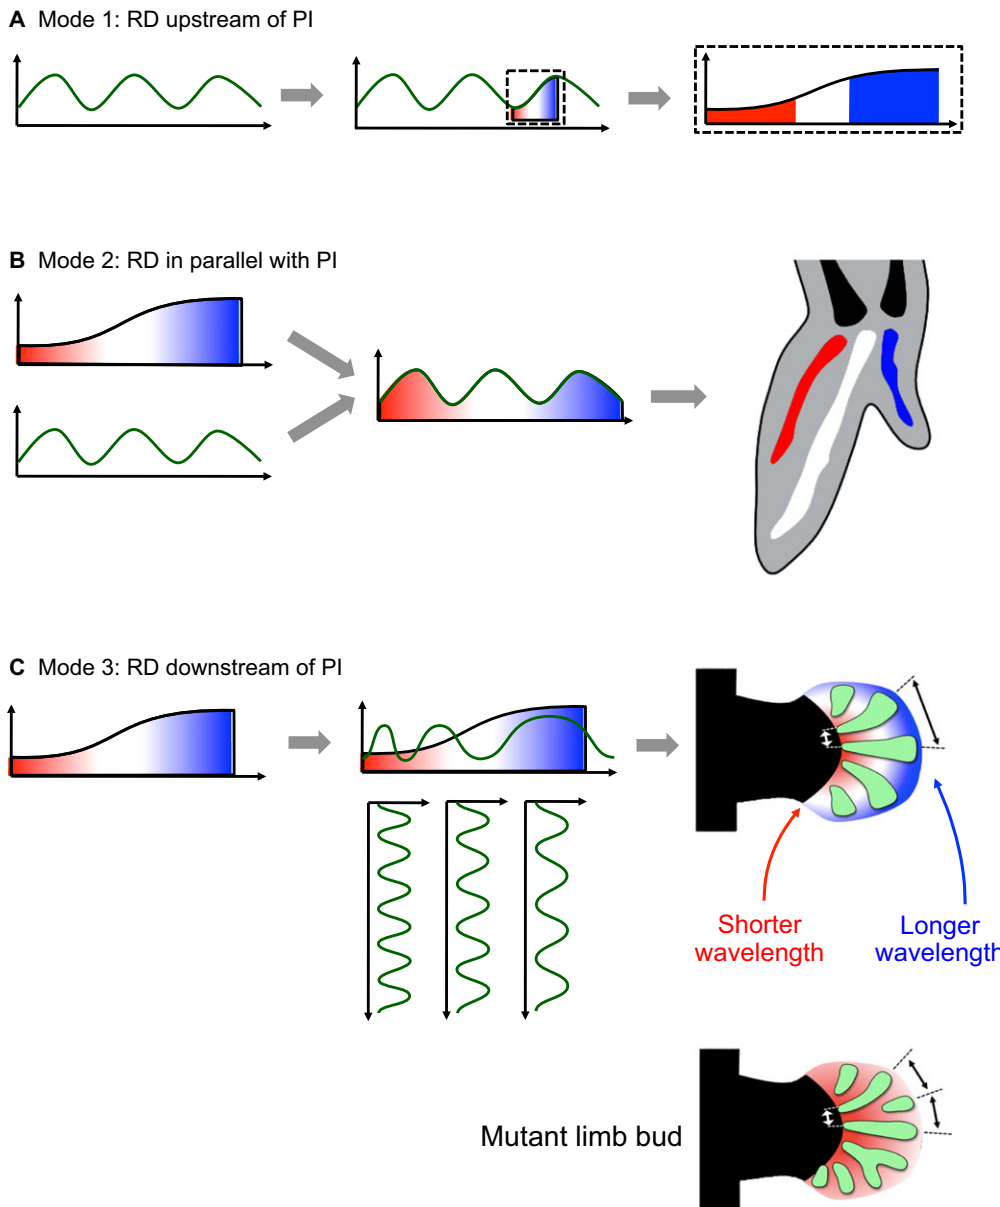 A Mode 1: RD upstream of PI
B Mode 2: RD in parallel with PI
C Mode 3: RD downstream of PI
Shorter
wavelength
Longer
wavelength
Mutant limb bud